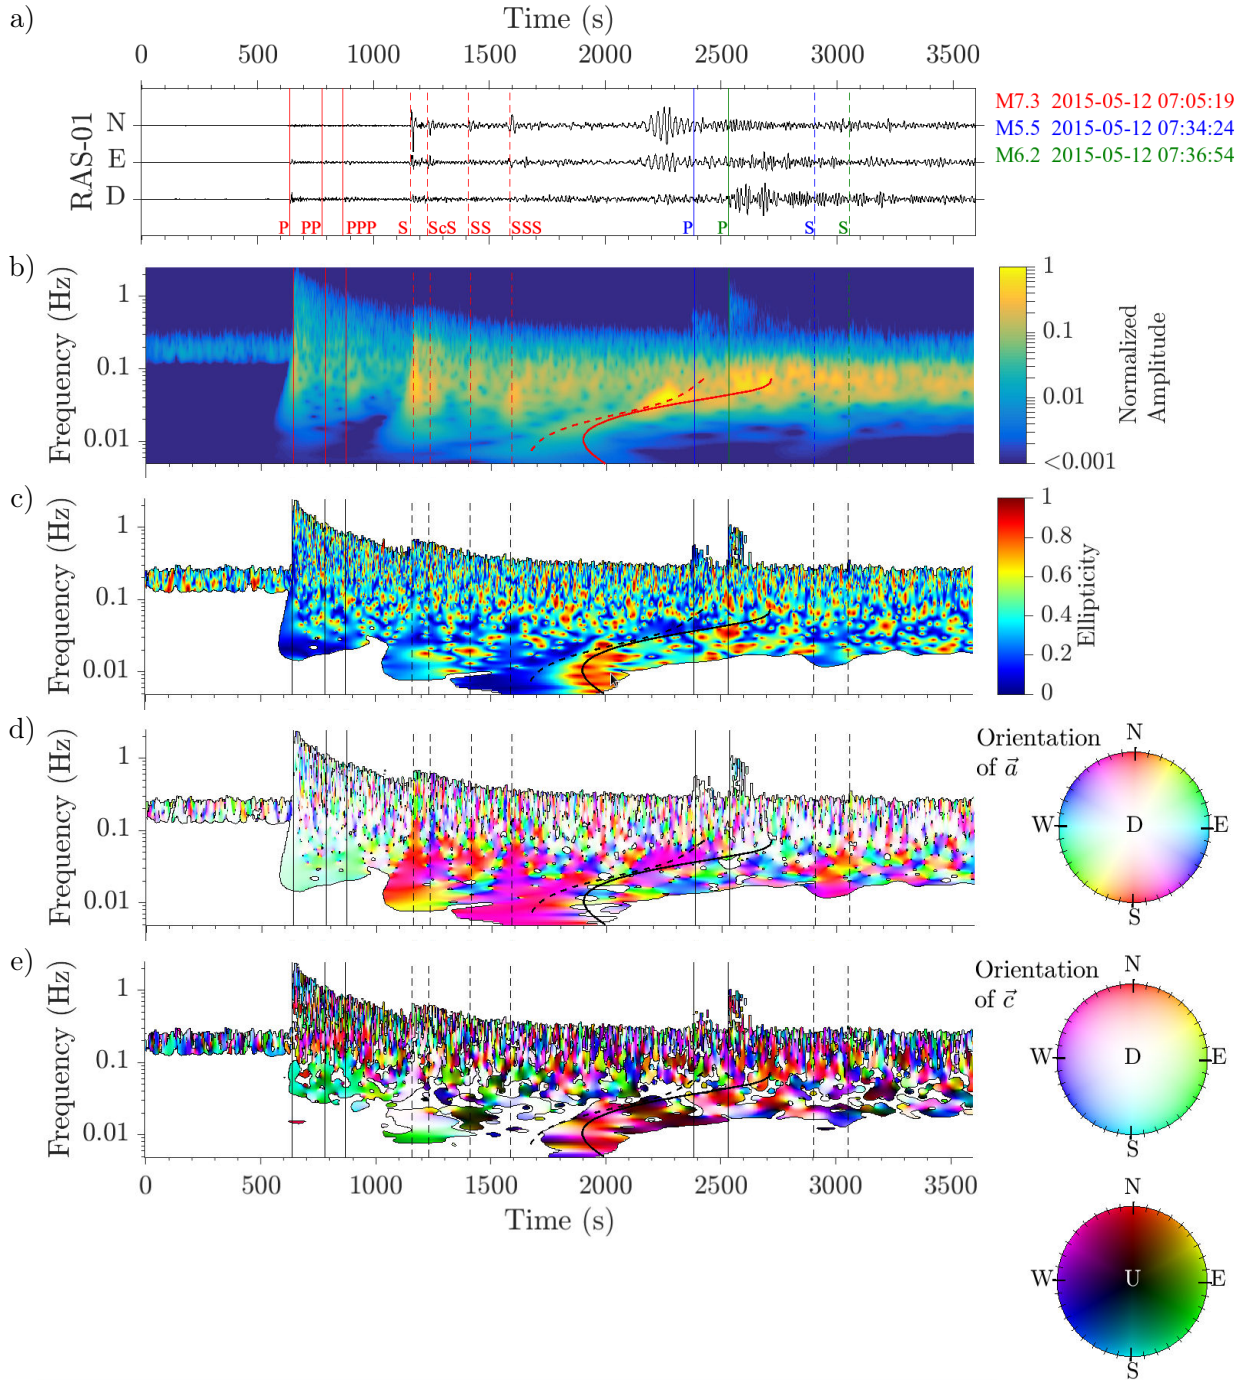 a)
Time (s)
0 500 1000 1500 2000 2500 3000 3500
RAS-01
N
E
D
P PP PPP S ScS SS SSS P P S S
M7.3 2015-05-12 07:05:19
M5.5 2015-05-12 07:34:24
M6.2 2015-05-12 07:36:54
b)
Frequency (Hz)
1
0.1
0.01
1
0.1
0.01
<0.001
Normalized
Amplitude
c)
Frequency (Hz)
1
0.1
0.01
1
0.8
0.6
0.4
0.2
0
Ellipticity
d)
Frequency (Hz)
1
0.1
0.01
Orientation
of a⃗
N
W D E
S
e)
Frequency (Hz)
1
0.1
0.01
0 500 1000 1500 2000 2500 3000 3500
Time (s)
Orientation
of c⃗
N
W D E
S
N
W U E
S